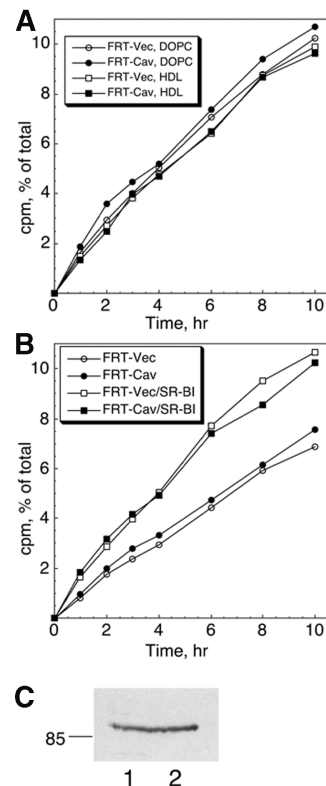 A
10
8
6
4
2
FRT-Vec, DOPC
FRT-Cav, DOPC
FRT-Vec, HDL
FRT-Cav, HDL
cpm, % of total
0 2 4 6 8 10
Time, hr
B
10
8
6
4
2
FRT-Vec
FRT-Cav
FRT-Vec/SR-BI
FRT-Cav/SR-BI
cpm, % of total
0 2 4 6 8 10
Time, hr
C
85
1 2